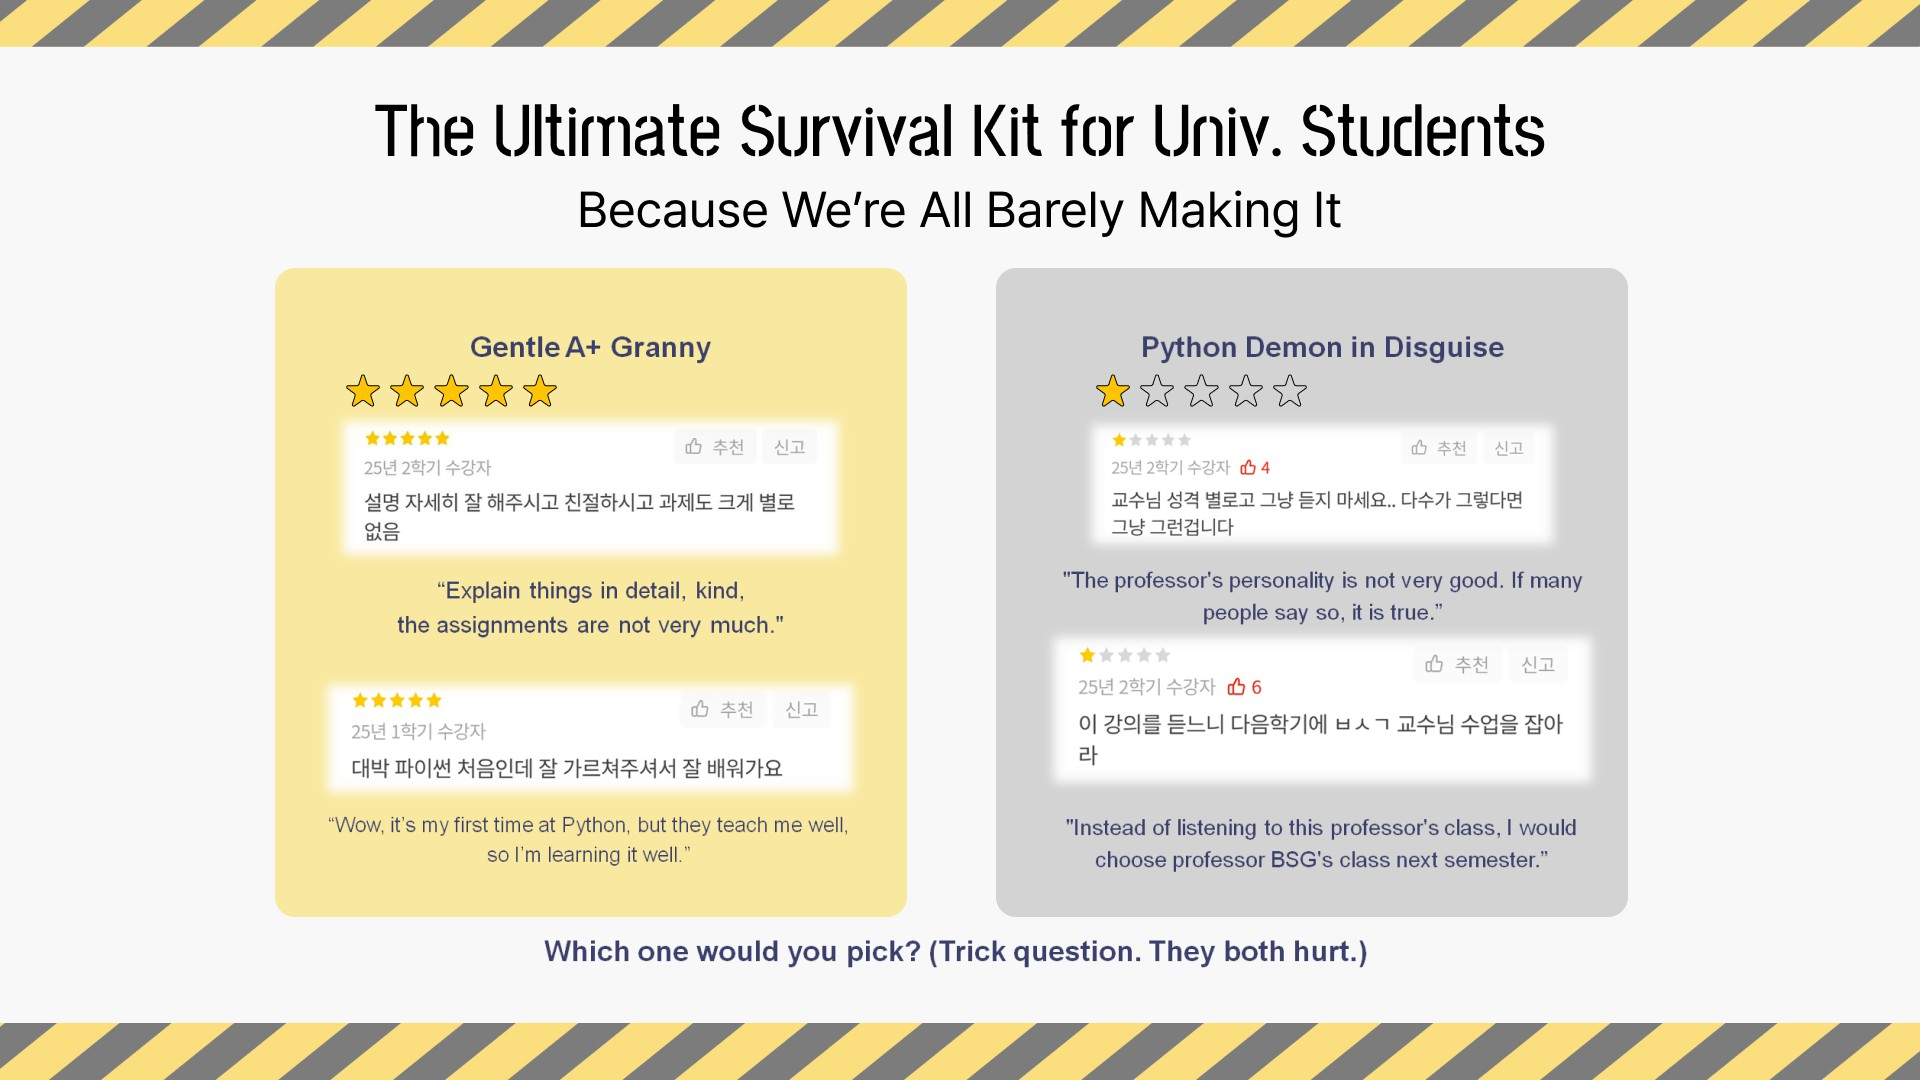 The Ultimate Survival Kit for Univ. Students
Because We’re All Barely Making It
Gentle A+ Granny
추천
신고
25년 2학기 수강자
설명 자세히 잘 해주시고 친절하시고 과제도 크게 별로
없음
“Explain things in detail, kind,
the assignments are not very much."
추천
신고
25년 1학기 수강자
대박 파이썬 처음인데 잘 가르쳐주셔서 잘 배워가요
“Wow, it’s my first time at Python, but they teach me well,
so I’m learning it well.”
Python Demon in Disguise
추천
신고
25년 2학기 수강자 4
교수님 성격 별로고 그냥 듣지 마세요.. 다수가 그렇다면
그냥 그런겁니다
"The professor's personality is not very good. If many
people say so, it is true.”
추천
신고
25년 2학기 수강자 6
이 강의를 듣느니 다음학기에 ㅂㅅㄱ 교수님 수업을 잡아
라
"Instead of listening to this professor's class, I would
choose professor BSG's class next semester.”
Which one would you pick? (Trick question. They both hurt.)